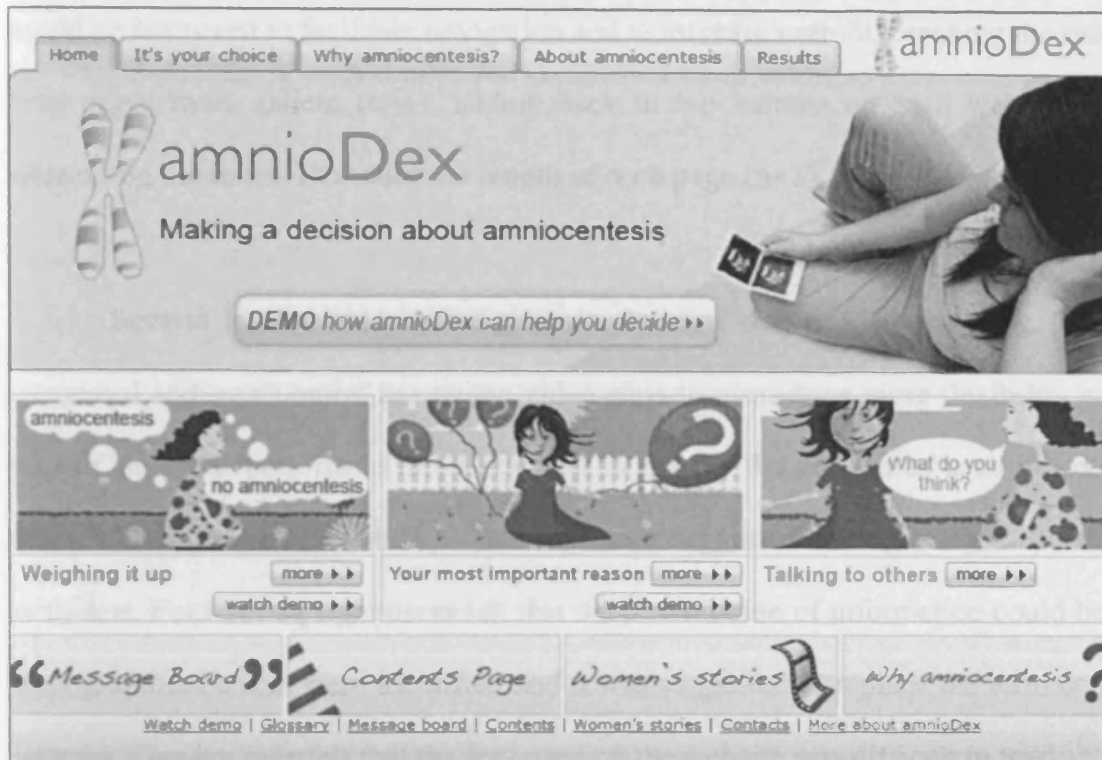 Home It's your choice Why amniocentesis? About amniocentesis Results
amnioDex
amnioDex
Making a decision about amniocentesis
DEMO how amnioDex can help you decide
amniocentesis
no amniocentesis
What do you
think?
Weighing it up more
watch demo
Your most important reason more
watch demo
Talking to others more
“Message Board” Contents Page Women's stories Why amniocentesis?
Watch demo | Glossary | Message board | Contents | Women's stories | Contacts | More about amnioDex